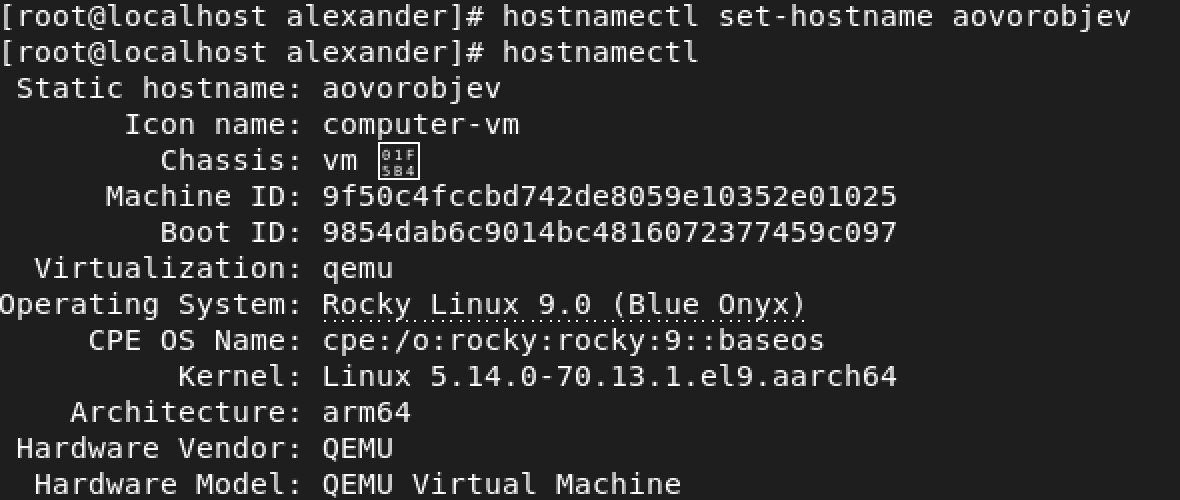 [root@localhost alexander]# hostnamectl set-hostname aovorobjev
[root@localhost alexander]# hostnamectl
Static hostname: aovorobjev
Icon name: computer-vm
Chassis: vm 🖴
Machine ID: 9f50c4fccbd742de8059e10352e01025
Boot ID: 9854dab6c9014bc4816072377459c097
Virtualization: qemu
Operating System: Rocky Linux 9.0 (Blue Onyx)
CPE OS Name: cpe:/o:rocky:rocky:9::baseos
Kernel: Linux 5.14.0-70.13.1.el9.aarch64
Architecture: arm64
Hardware Vendor: QEMU
Hardware Model: QEMU Virtual Machine